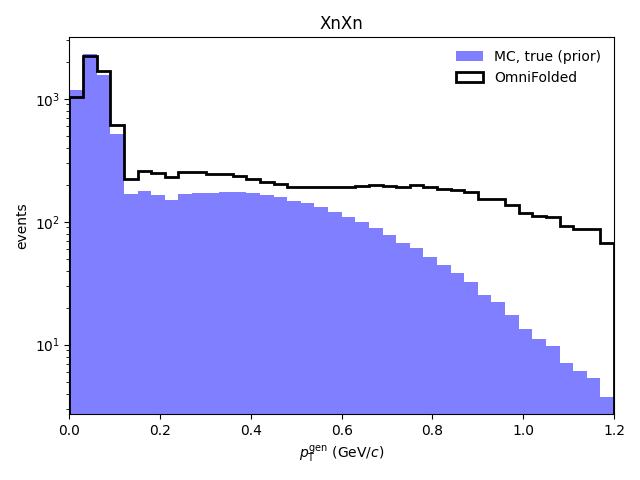 XnXn
MC, true (prior)
OmniFolded
10³
10²
10¹
events
0.0 0.2 0.4 0.6 0.8 1.0 1.2
p_T^gen (GeV/c)